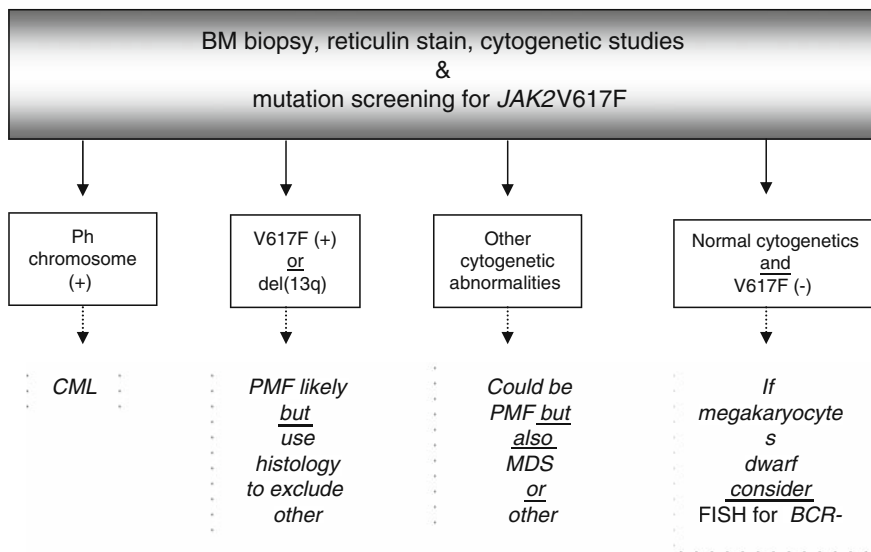 BM biopsy, reticulin stain, cytogenetic studies
&
mutation screening for JAK2V617F
Ph
chromosome
(+)
V617F (+)
or
del(13q)
Other
cytogenetic
abnormalities
Normal cytogenetics
and
V617F (-)
CML
PMF likely
but
use
histology
to exclude
other
Could be
PMF but
also
MDS
or
other
If
megakaryocyte
s
dwarf
consider
FISH for BCR-